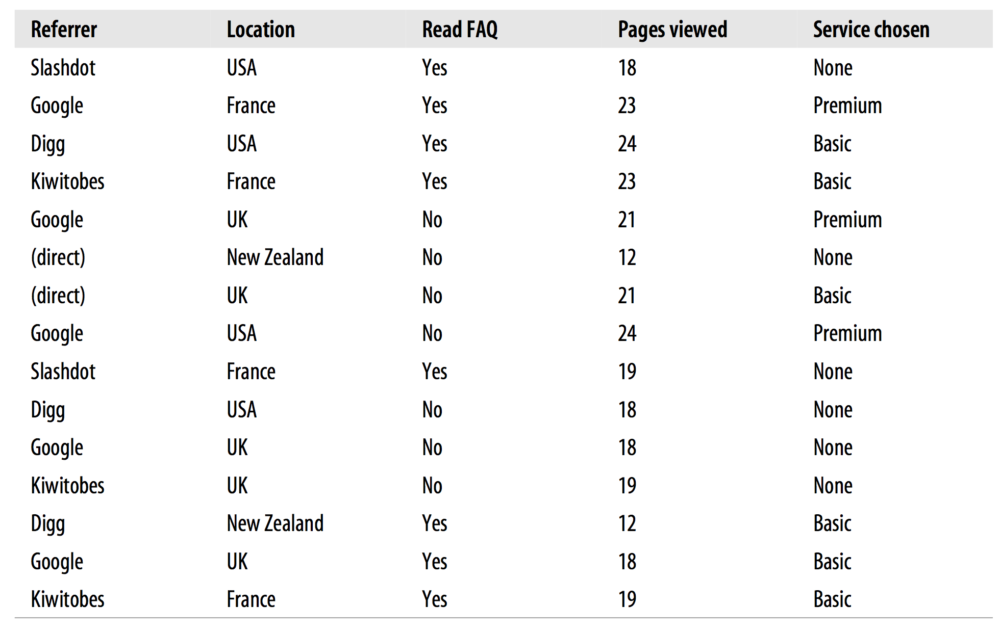 Referrer Location Read FAQ Pages viewed Service chosen
Slashdot USA Yes 18 None
Google France Yes 23 Premium
Digg USA Yes 24 Basic
Kiwitobes France Yes 23 Basic
Google UK No 21 Premium
(direct) New Zealand No 12 None
(direct) UK No 21 Basic
Google USA No 24 Premium
Slashdot France Yes 19 None
Digg USA No 18 None
Google UK No 18 None
Kiwitobes UK No 19 None
Digg New Zealand Yes 12 Basic
Google UK Yes 18 Basic
Kiwitobes France Yes 19 Basic